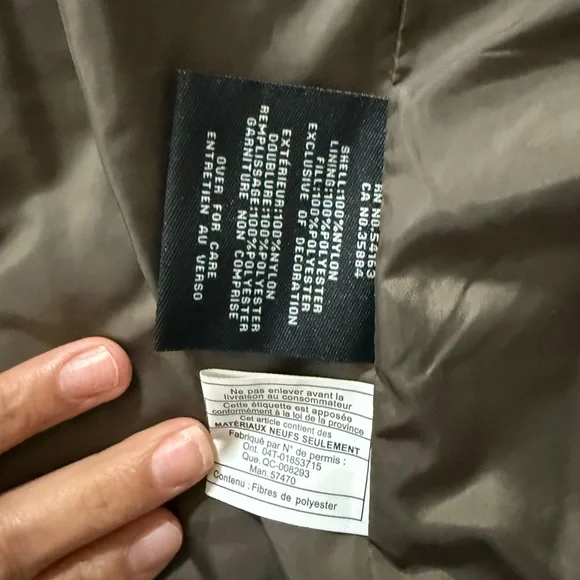 RN NO.54163
CA NO.35884
SHELL:100%NYLON
LINING:100%POLYESTER
FILL:100%POLYESTER
EXCLUSIVE OF DECORATION
EXTÉRIEUR:100%NYLON
DOUBLURE:100%POLYESTER
REMPLISSAGE:100%POLYESTER
GARNITURE NON COMPRISE
OVER FOR CARE
ENTRETIEN AU VERSO
Ne pas enlever avant la
livraison au consommateur
Cette étiquette est apposée
conformément à la loi de la province
Cet article contient des
MATÉRIAUX NEUFS SEULEMENT
Fabriqué par N° de permis :
Ont. 04T-01853715
Que. QC-008293
Man. 57470
Contenu : Fibres de polyester